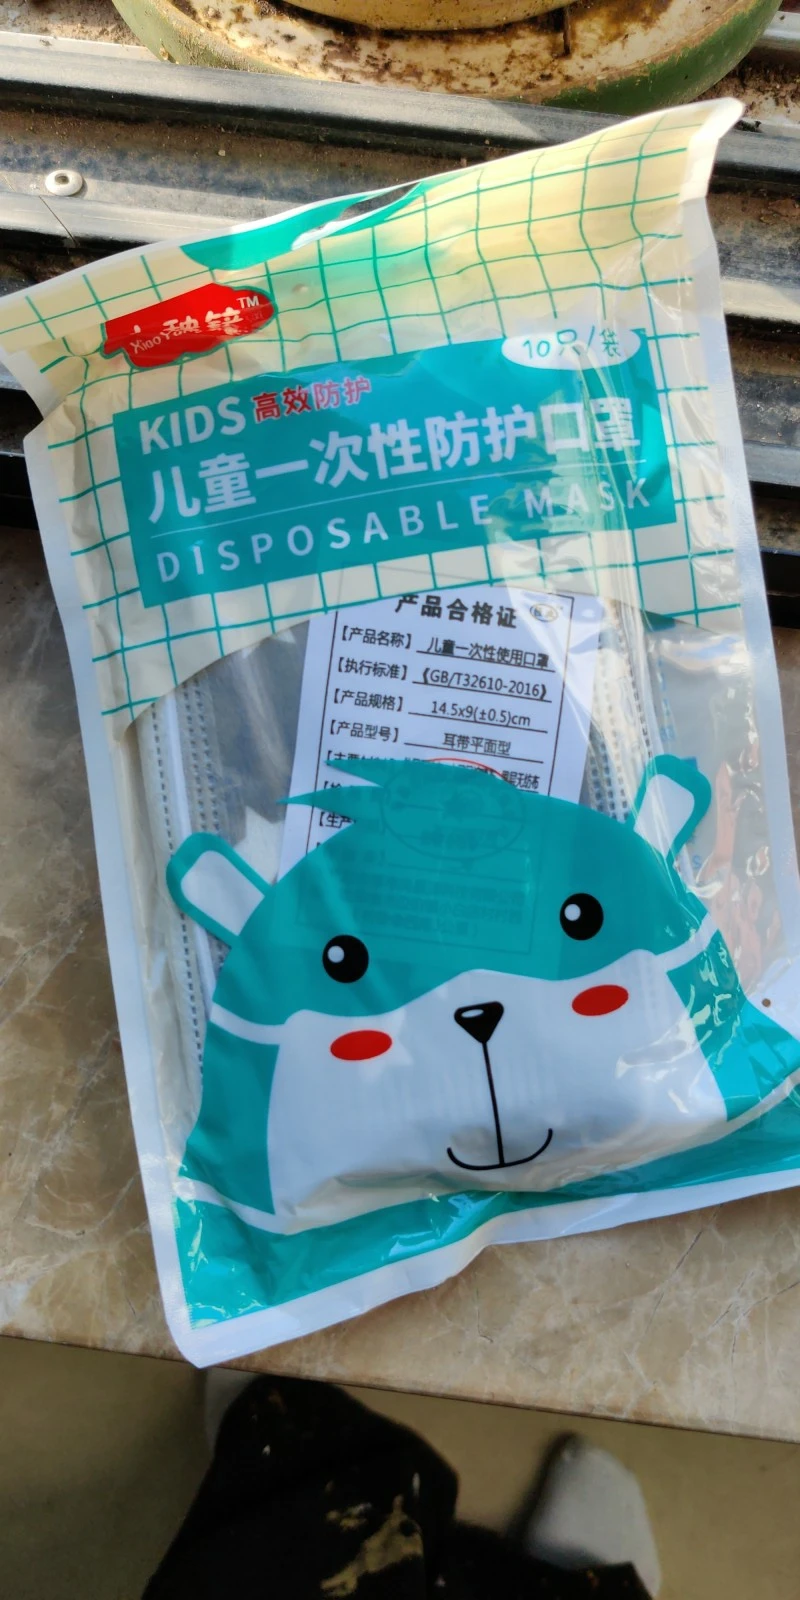 TM
10只/袋
KIDS 高效防护
儿童一次性防护口罩
DISPOSABLE MASK
产品合格证
【产品名称】 儿童一次性使用口罩
【执行标准】 《GB/T32610-2016》
【产品规格】 14.5x9(±0.5)cm
【产品型号】 耳带平面型